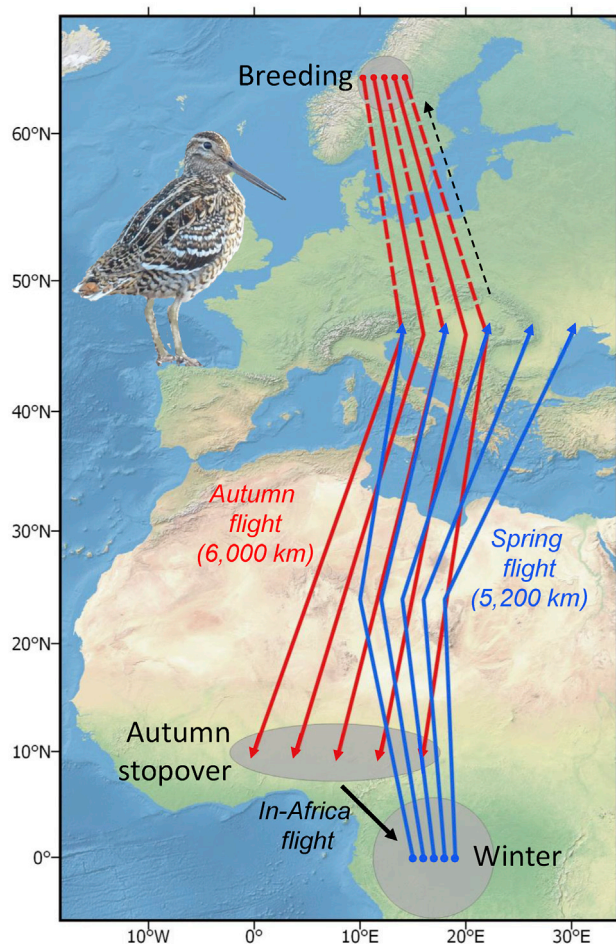 Breeding
60°N
50°N
40°N
Autumn
flight
(6,000 km)
30°N
Spring
flight
(5,200 km)
20°N
Autumn
stopover
10°N
In-Africa
flight
Winter
0°
10°W
0°
10°E
20°E
30°E